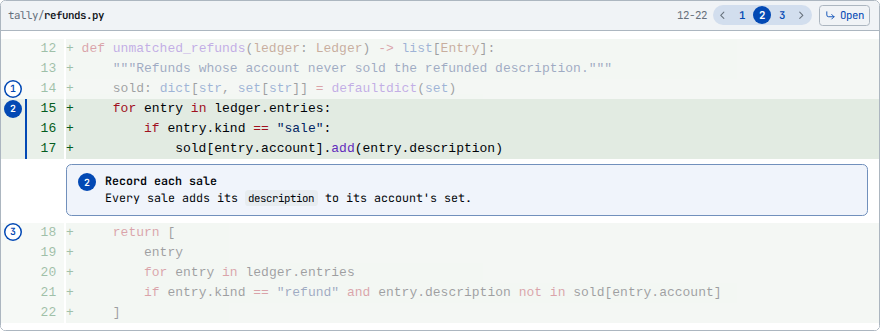 tally/refunds.py 12-22 < 1 2 3 > Open
12 + def unmatched_refunds(ledger: Ledger) -> list[Entry]:
13 +     """Refunds whose account never sold the refunded description."""
1 14 +     sold: dict[str, set[str]] = defaultdict(set)
2 15 +     for entry in ledger.entries:
16 +         if entry.kind == "sale":
17 +             sold[entry.account].add(entry.description)
2 Record each sale
Every sale adds its description to its account's set.
3 18 +     return [
19 +         entry
20 +         for entry in ledger.entries
21 +         if entry.kind == "refund" and entry.description not in sold[entry.account]
22 +     ]